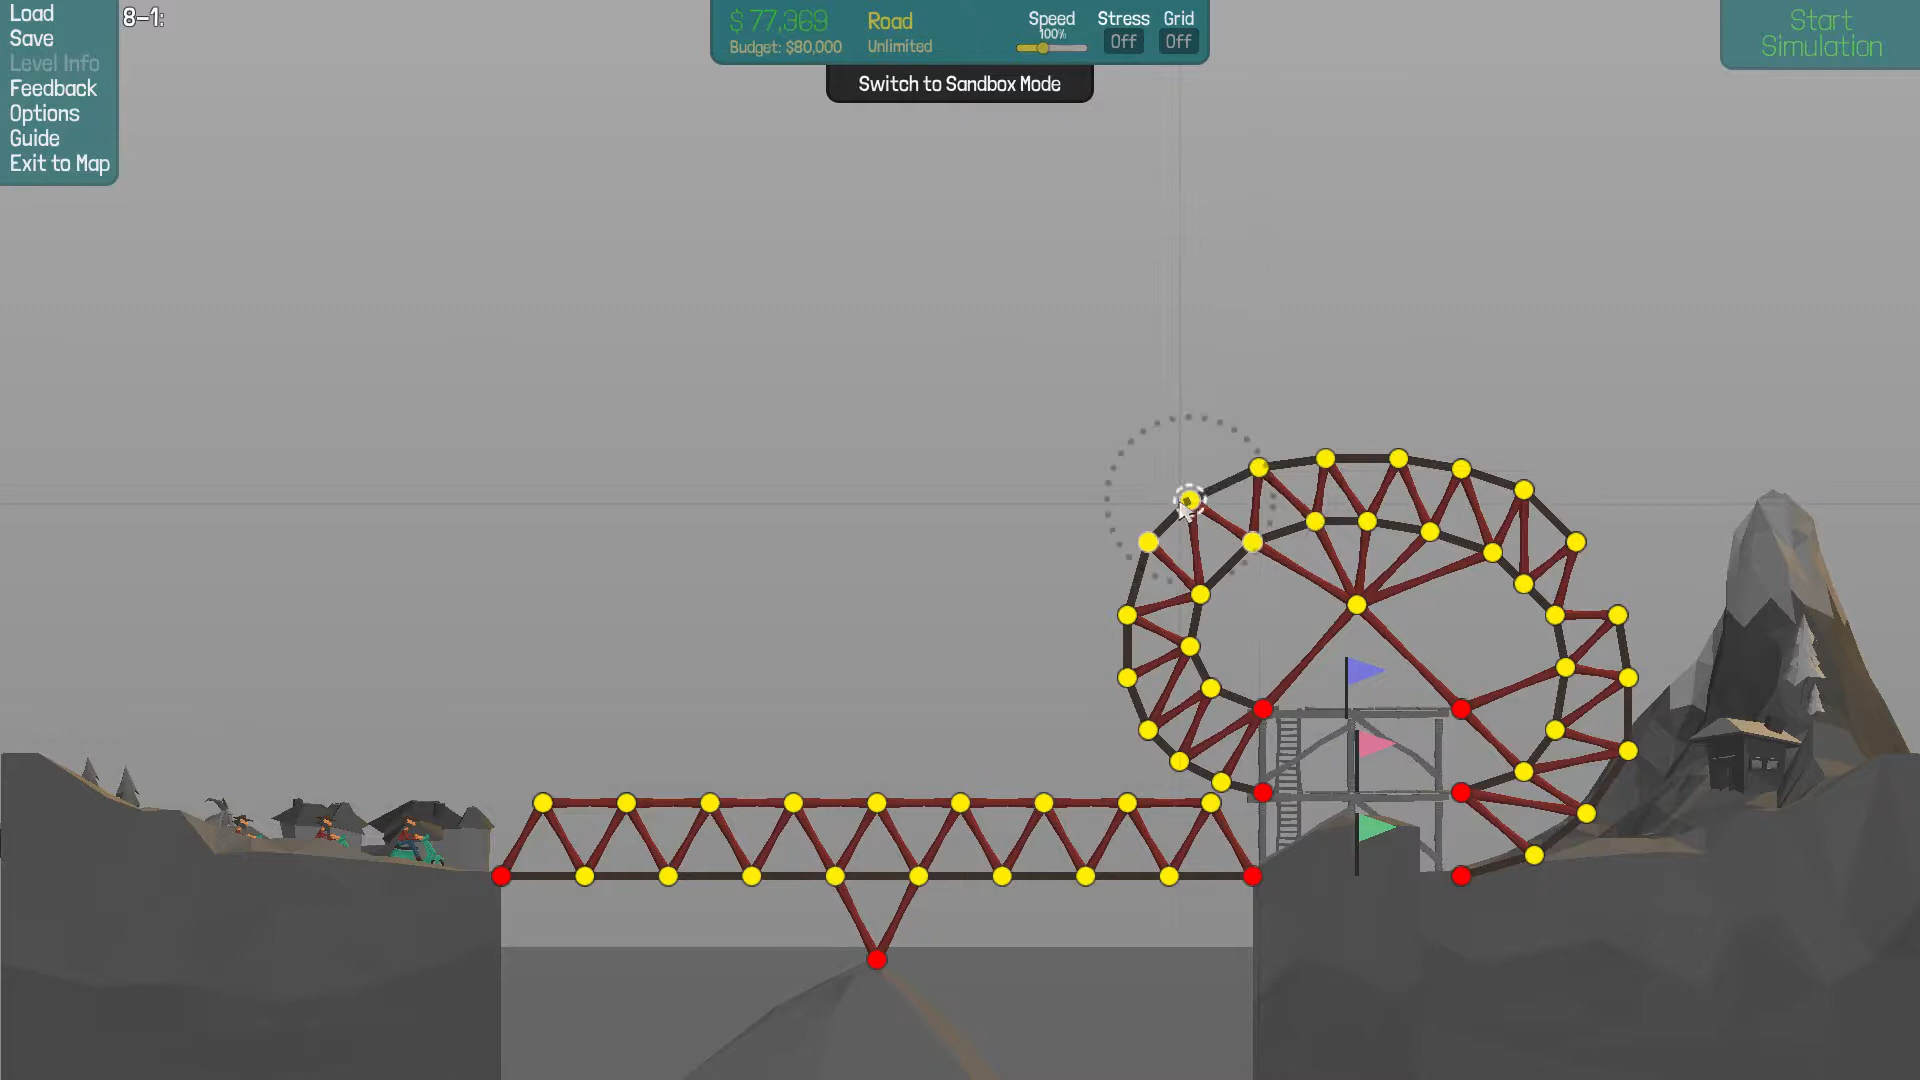 Load
Save
Level Info
Feedback
Options
Guide
Exit to Map
8-1:
$ 77,369
Budget: $80,000
Road
Unlimited
Speed
100%
Stress
Off
Grid
Off
Switch to Sandbox Mode
Start
Simulation